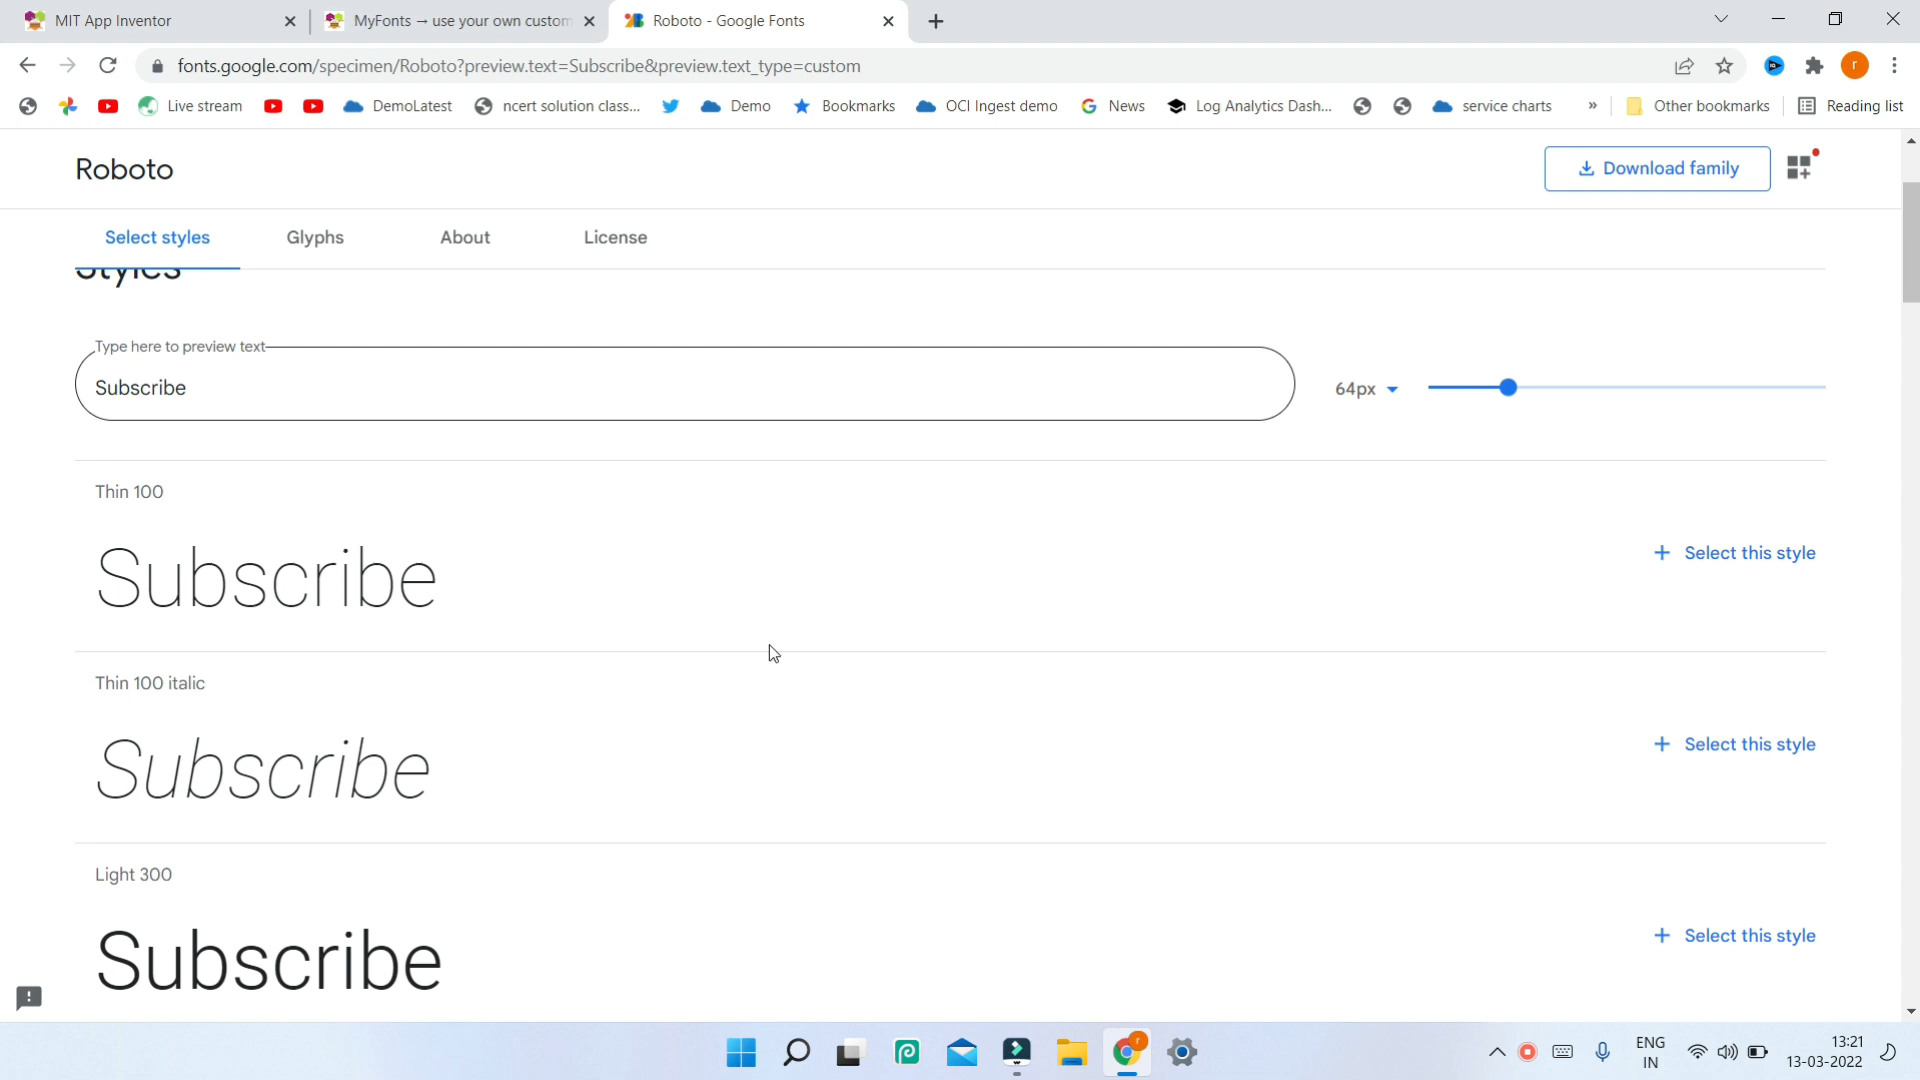 MIT App Inventor
MyFonts → use your own custom
Roboto - Google Fonts
fonts.google.com/specimen/Roboto?preview.text=Subscribe&preview.text_type=custom
r
Live stream
DemoLatest
ncert solution class...
Demo
Bookmarks
OCI Ingest demo
News
Log Analytics Dash...
service charts
»
Other bookmarks
Reading list
Roboto
Download family
Select styles
Glyphs
About
License
Styles
Type here to preview text
Subscribe
64px
Thin 100
Subscribe
Select this style
Thin 100 italic
Subscribe
Select this style
Light 300
Subscribe
Select this style
ENG
IN
13:21
13-03-2022